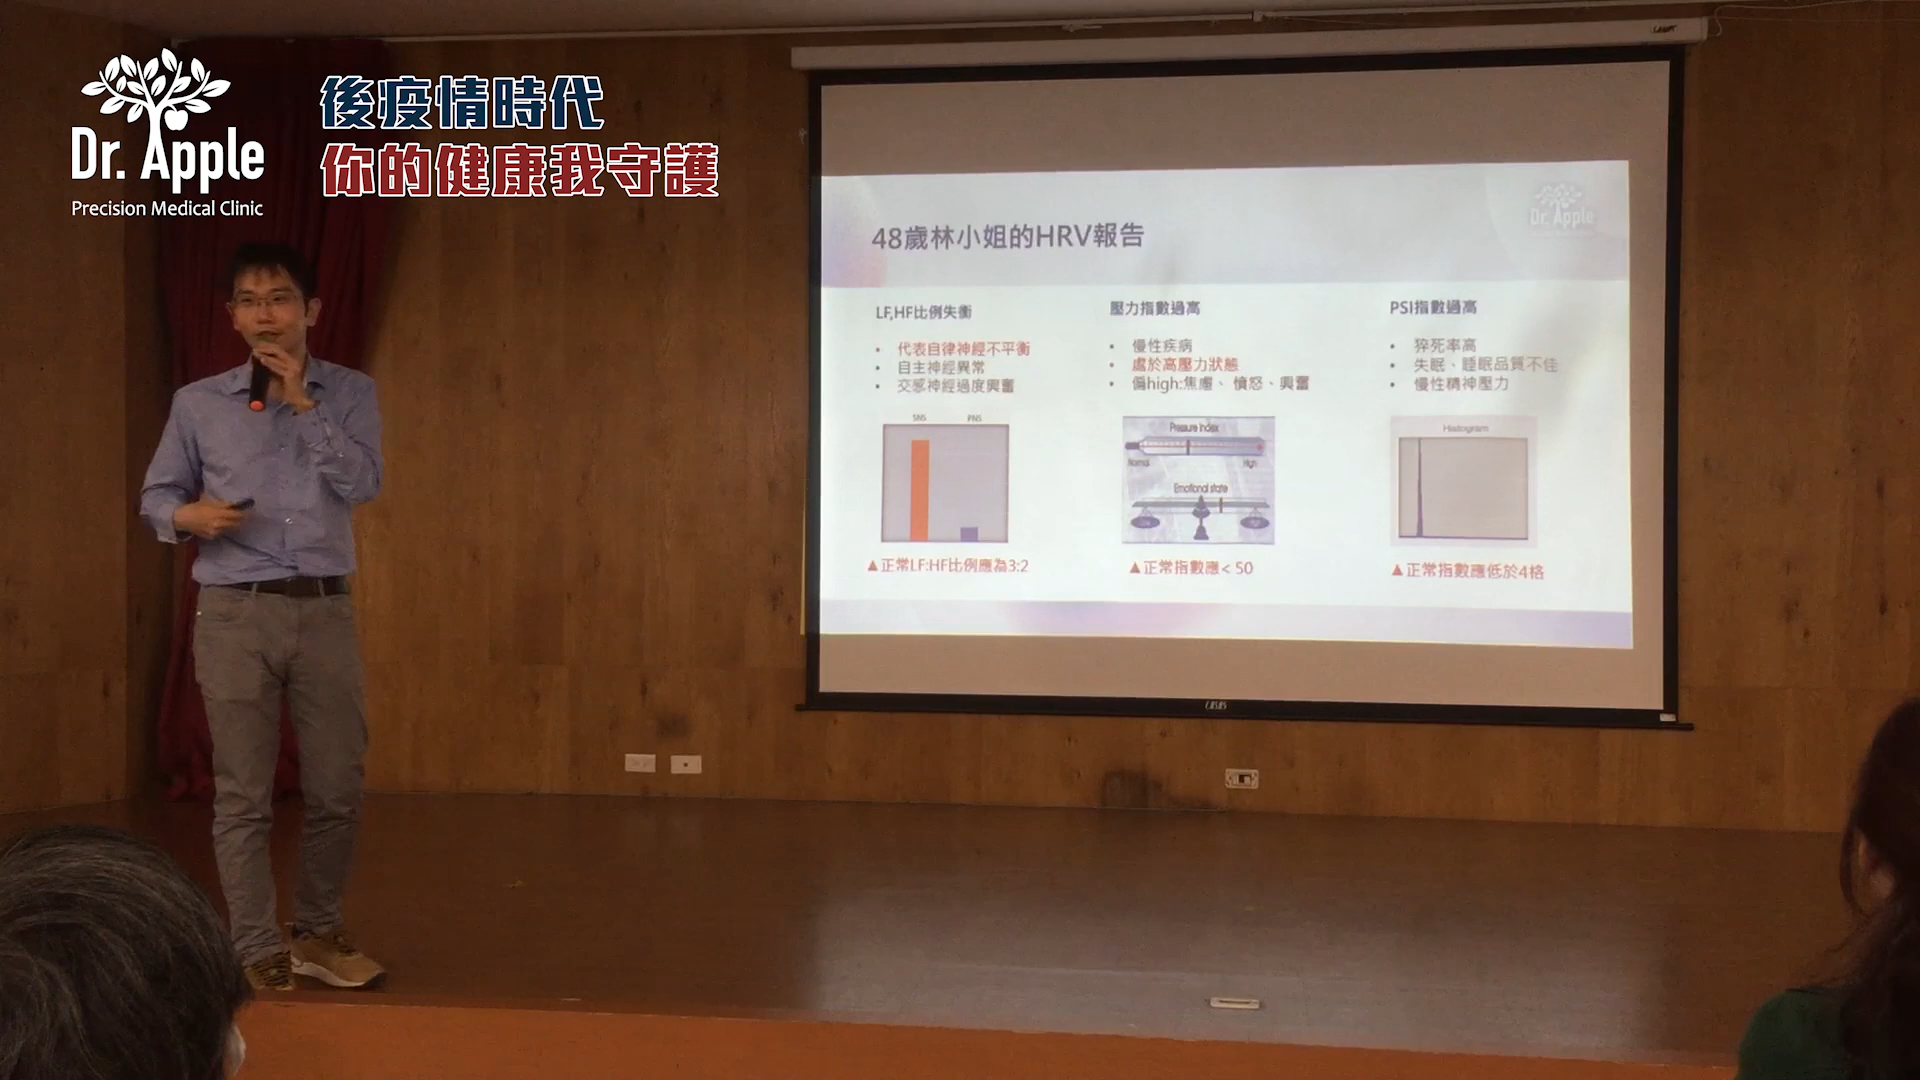 Dr. Apple
Precision Medical Clinic
後疫情時代
你的健康我守護
Dr. Apple
48歲林小姐的HRV報告
LF,HF比例失衡
• 代表自律神經不平衡
• 自主神經異常
• 交感神經過度興奮
SNS PNS
▲正常LF:HF比例應為3:2
壓力指數過高
• 慢性疾病
• 處於高壓力狀態
• 偏high:焦慮、憤怒、興奮
Pressure index
Normal High
Emotional state
▲正常指數應< 50
PSI指數過高
• 猝死率高
• 失眠、睡眠品質不佳
• 慢性精神壓力
Histogram
▲正常指數應低於4格